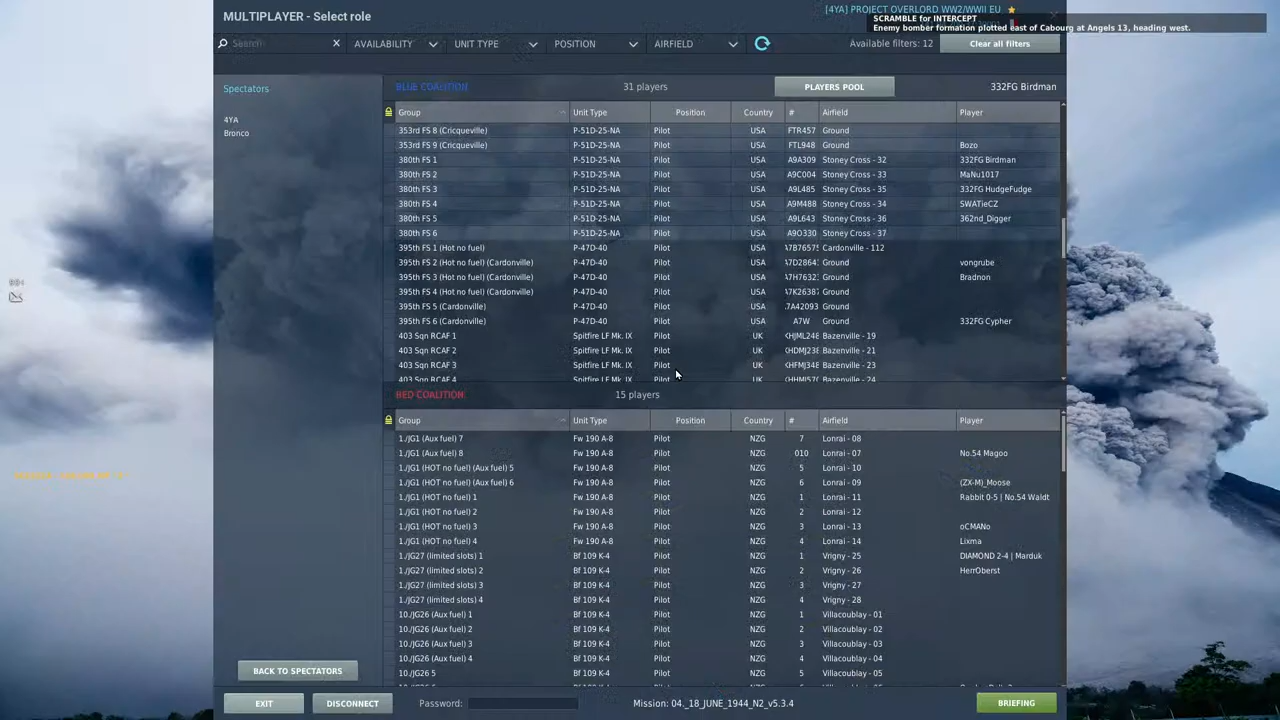 MULTIPLAYER - Select role
[4YA] PROJECT OVERLORD WW2/WWII EU
SCRAMBLE for INTERCEPT
Enemy bomber formation plotted east of Cabourg at Angels 13, heading west.
Search
AVAILABILITY UNIT TYPE POSITION AIRFIELD Available filters: 12 Clear all filters
Spectators
4YA
Bronco
BLUE COALITION 31 players PLAYERS POOL 332FG Birdman
Group Unit Type Position Country # Airfield Player
353rd FS 8 (Cricqueville) P-51D-25-NA Pilot USA FTR457 Ground
353rd FS 9 (Cricqueville) P-51D-25-NA Pilot USA FTL948 Ground Bozo
380th FS 1 P-51D-25-NA Pilot USA A9A309 Stoney Cross - 32 332FG Birdman
380th FS 2 P-51D-25-NA Pilot USA A9C004 Stoney Cross - 33 MaNu1017
380th FS 3 P-51D-25-NA Pilot USA A9L485 Stoney Cross - 35 332FG HudgeFudge
380th FS 4 P-51D-25-NA Pilot USA A9M488 Stoney Cross - 34 SWATieCZ
380th FS 5 P-51D-25-NA Pilot USA A9L643 Stoney Cross - 36 362nd_Digger
380th FS 6 P-51D-25-NA Pilot USA A9O330 Stoney Cross - 37
395th FS 1 (Hot no fuel) P-47D-40 Pilot USA Cardonville - 112
395th FS 2 (Hot no fuel) (Cardonville) P-47D-40 Pilot USA Ground vongrube
395th FS 3 (Hot no fuel) (Cardonville) P-47D-40 Pilot USA Ground Bradnon
395th FS 4 (Hot no fuel) (Cardonville) P-47D-40 Pilot USA Ground
395th FS 5 (Cardonville) P-47D-40 Pilot USA Ground
395th FS 6 (Cardonville) P-47D-40 Pilot USA A7W Ground 332FG Cypher
403 Sqn RCAF 1 Spitfire LF Mk. IX Pilot UK Bazenville - 19
403 Sqn RCAF 2 Spitfire LF Mk. IX Pilot UK Bazenville - 21
403 Sqn RCAF 3 Spitfire LF Mk. IX Pilot UK Bazenville - 23
403 Sqn RCAF 4 Spitfire LF Mk. IX Pilot UK Bazenville - 24
RED COALITION 15 players
Group Unit Type Position Country # Airfield Player
1./JG1 (Aux fuel) 7 Fw 190 A-8 Pilot NZG 7 Lonrai - 08
1./JG1 (Aux fuel) 8 Fw 190 A-8 Pilot NZG 010 Lonrai - 07 No.54 Magoo
1./JG1 (HOT no fuel) (Aux fuel) 5 Fw 190 A-8 Pilot NZG 5 Lonrai - 10
1./JG1 (HOT no fuel) (Aux fuel) 6 Fw 190 A-8 Pilot NZG 6 Lonrai - 09 (ZX-M)_Moose
1./JG1 (HOT no fuel) 1 Fw 190 A-8 Pilot NZG 1 Lonrai - 11 Rabbit 0-5 | No.54 Waldt
1./JG1 (HOT no fuel) 2 Fw 190 A-8 Pilot NZG 2 Lonrai - 12
1./JG1 (HOT no fuel) 3 Fw 190 A-8 Pilot NZG 3 Lonrai - 13 oCMANo
1./JG1 (HOT no fuel) 4 Fw 190 A-8 Pilot NZG 4 Lonrai - 14 Lixma
1./JG27 (limited slots) 1 Bf 109 K-4 Pilot NZG 1 Vrigny - 25 DIAMOND 2-4 | Marduk
1./JG27 (limited slots) 2 Bf 109 K-4 Pilot NZG 2 Vrigny - 26 HerrOberst
1./JG27 (limited slots) 3 Bf 109 K-4 Pilot NZG 3 Vrigny - 27
1./JG27 (limited slots) 4 Bf 109 K-4 Pilot NZG 4 Vrigny - 28
10./JG26 (Aux fuel) 1 Bf 109 K-4 Pilot NZG 1 Villacoublay - 01
10./JG26 (Aux fuel) 2 Bf 109 K-4 Pilot NZG 2 Villacoublay - 02
10./JG26 (Aux fuel) 3 Bf 109 K-4 Pilot NZG 3 Villacoublay - 03
10./JG26 (Aux fuel) 4 Bf 109 K-4 Pilot NZG 4 Villacoublay - 04
10./JG26 5 Bf 109 K-4 Pilot NZG 5 Villacoublay - 05
BACK TO SPECTATORS
EXIT DISCONNECT Password: Mission: 04._18_JUNE_1944_N2_v5.3.4 BRIEFING